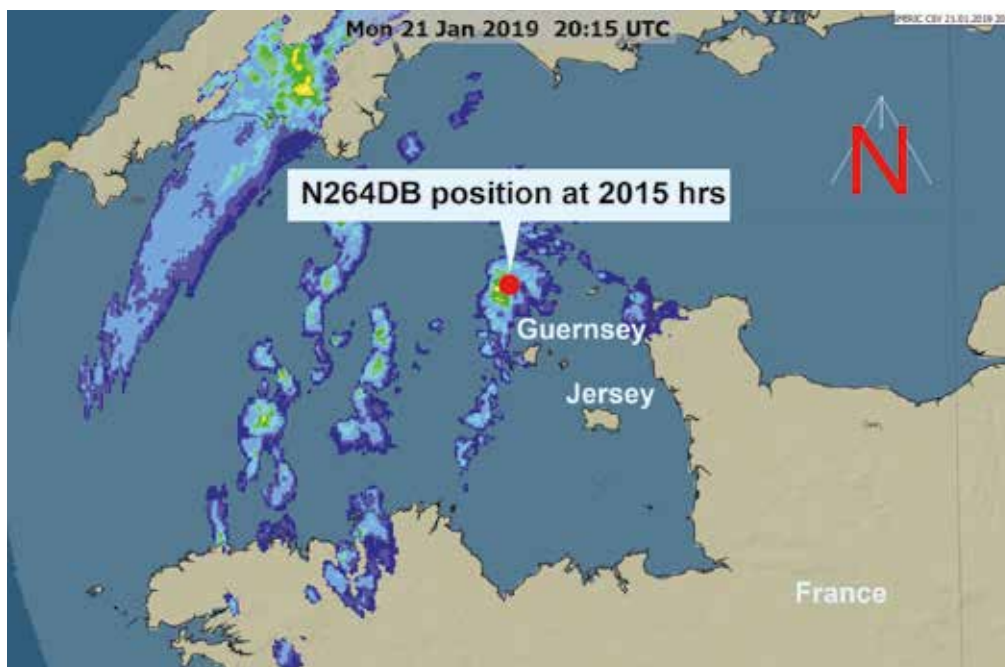 Mon 21 Jan 2019 20:15 UTC
N
N264DB position at 2015 hrs
Guernsey
Jersey
France